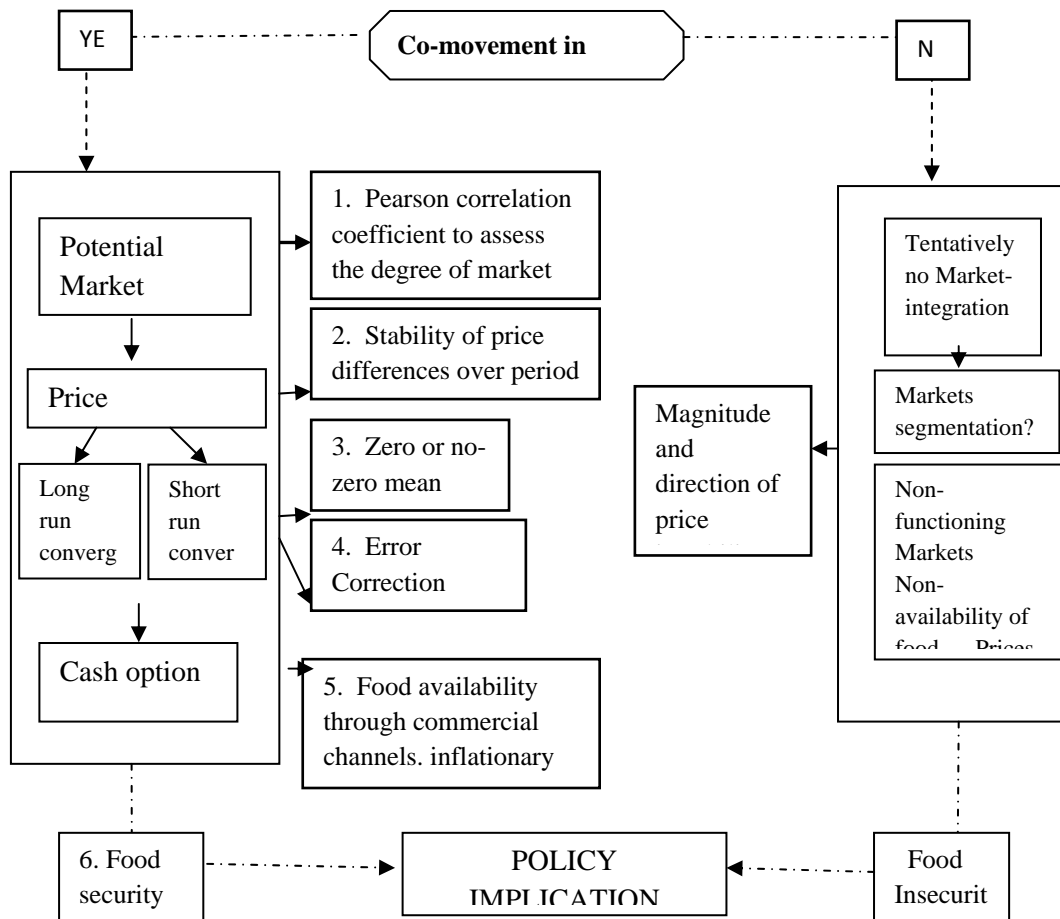 YE
Co-movement in
N
Potential
Market
Price
Long
run
converg
Short
run
conver
Cash option
1. Pearson correlation
coefficient to assess
the degree of market
2. Stability of price
differences over period
3. Zero or no-
zero mean
4. Error
Correction
5. Food availability
through commercial
channels. inflationary
Magnitude
and
direction of
price
Tentatively
no Market-
integration
Markets
segmentation?
Non-
functioning
Markets
Non-
availability of
food Prices
6. Food
security
POLICY
IMPLICATION
Food
Insecurit